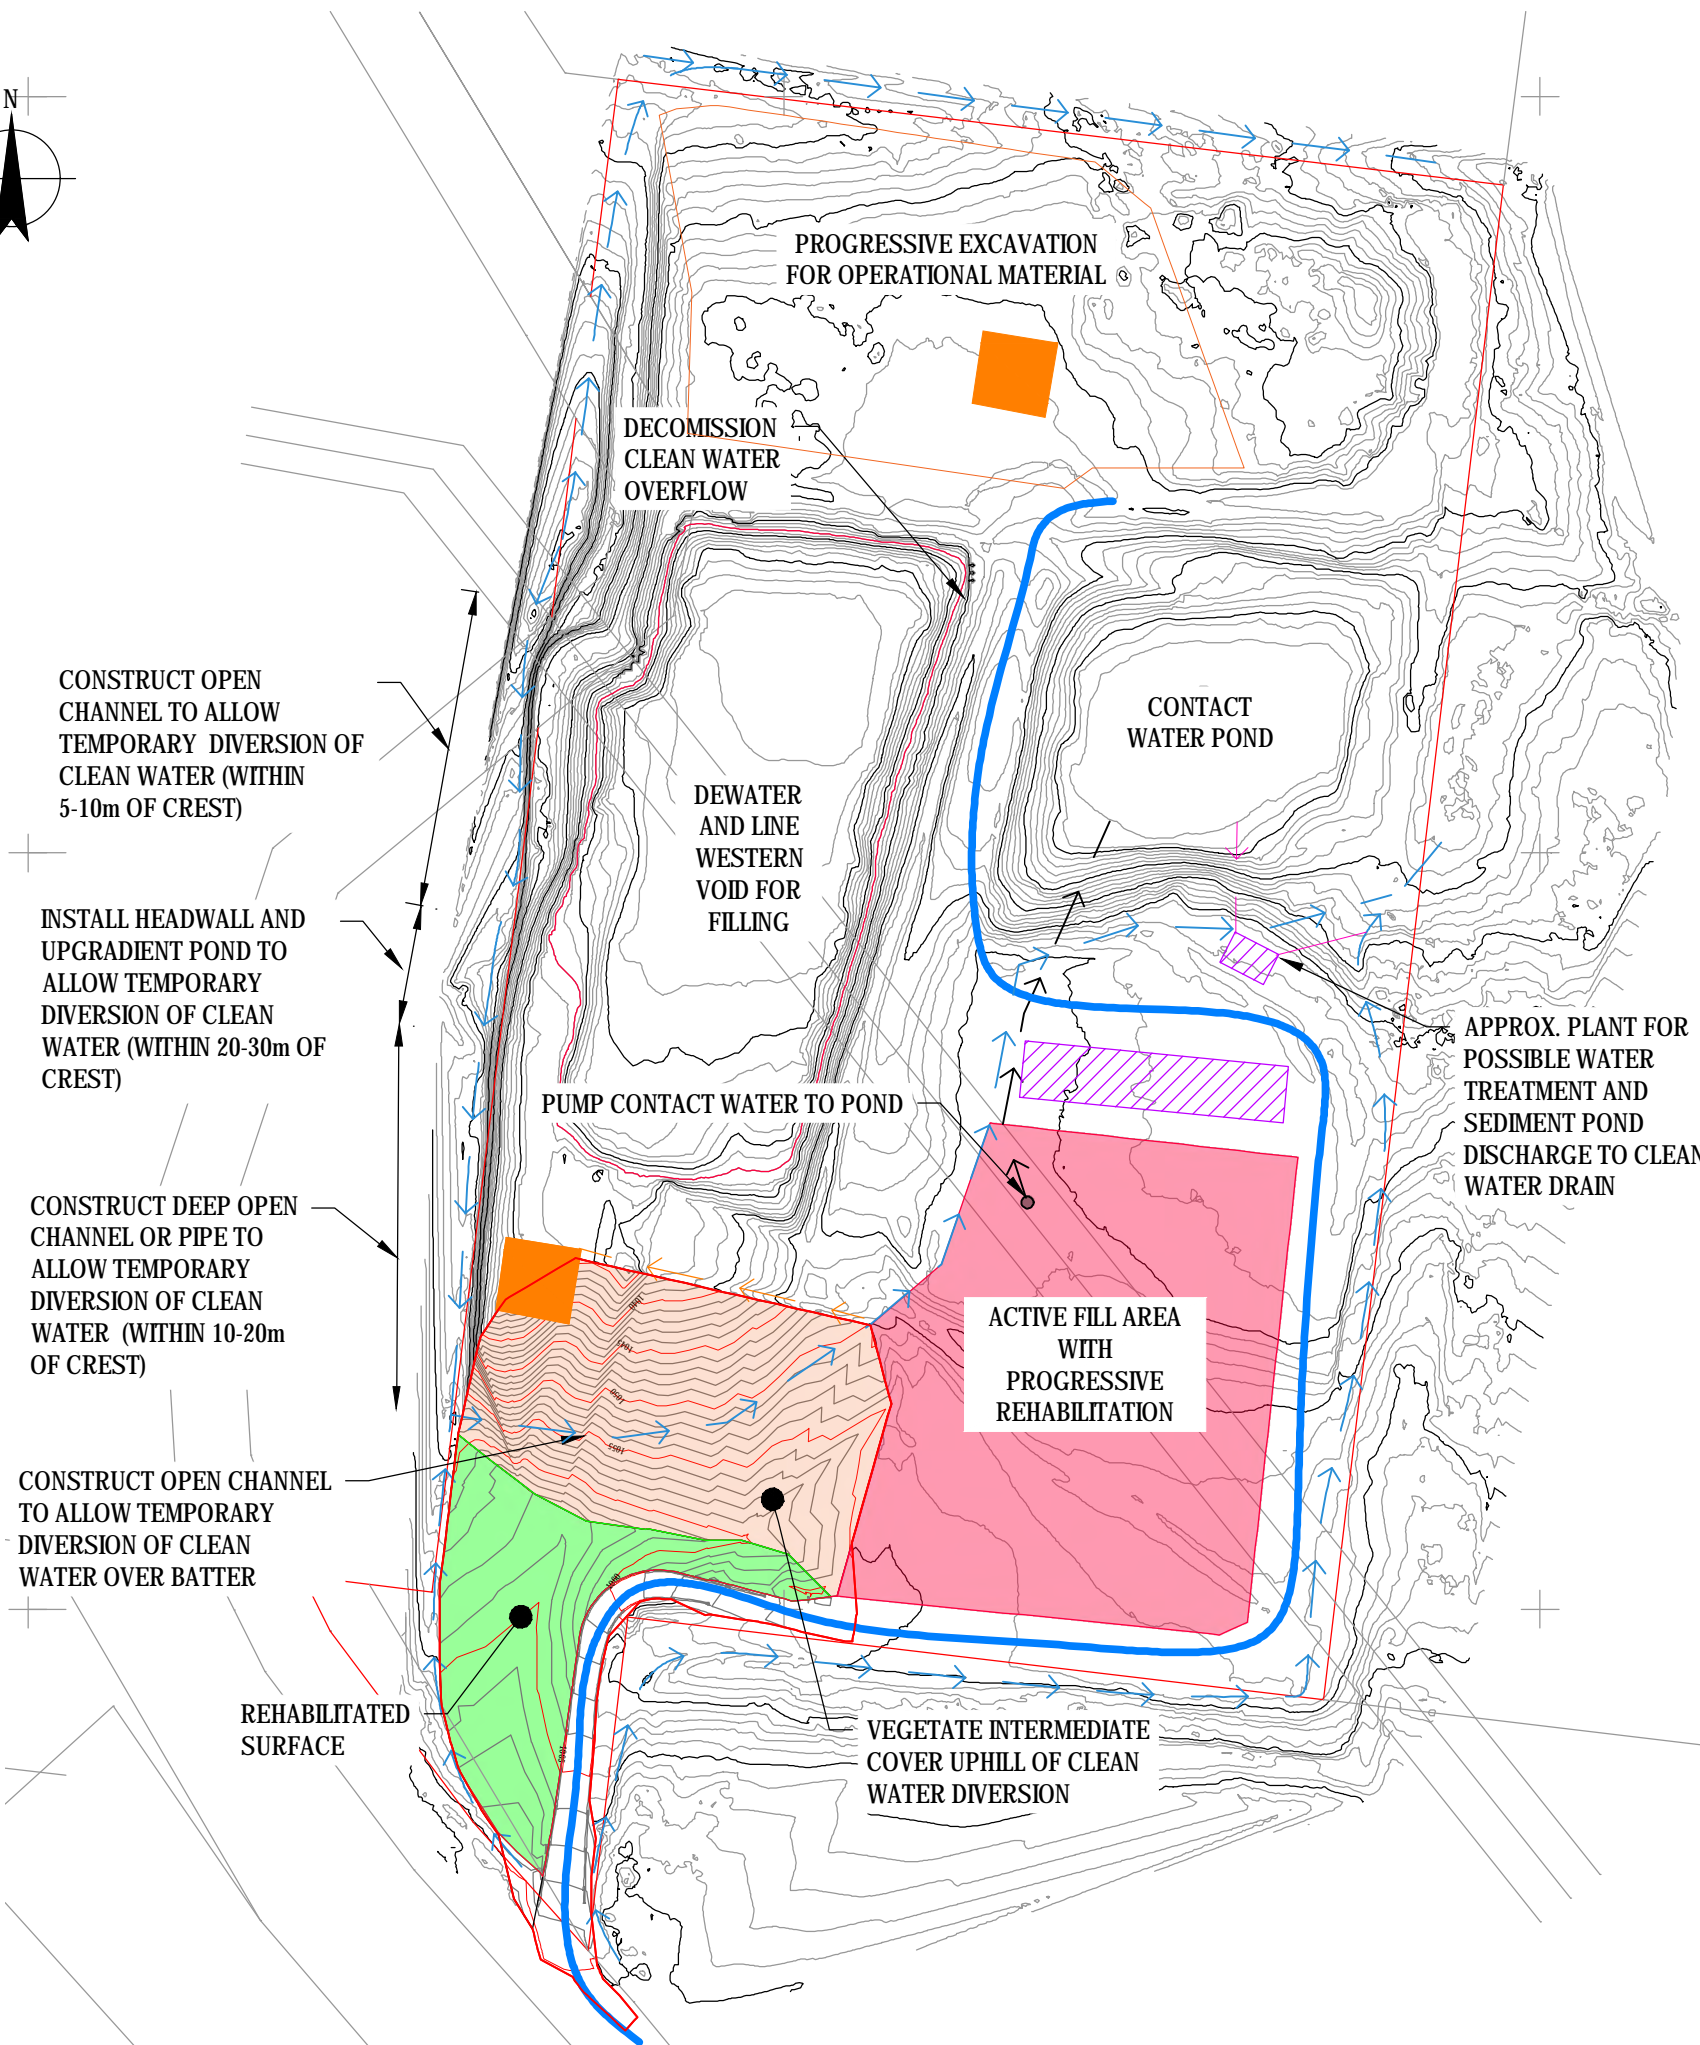 N
PROGRESSIVE EXCAVATION
FOR OPERATIONAL MATERIAL
DECOMISSION
CLEAN WATER
OVERFLOW
CONSTRUCT OPEN
CHANNEL TO ALLOW
TEMPORARY DIVERSION OF
CLEAN WATER (WITHIN
5-10m OF CREST)
CONTACT
WATER POND
DEWATER
AND LINE
WESTERN
VOID FOR
FILLING
INSTALL HEADWALL AND
UPGRADIENT POND TO
ALLOW TEMPORARY
DIVERSION OF CLEAN
WATER (WITHIN 20-30m OF
CREST)
APPROX. PLANT FOR
POSSIBLE WATER
TREATMENT AND
SEDIMENT POND
DISCHARGE TO CLEAN
WATER DRAIN
PUMP CONTACT WATER TO POND
CONSTRUCT DEEP OPEN
CHANNEL OR PIPE TO
ALLOW TEMPORARY
DIVERSION OF CLEAN
WATER (WITHIN 10-20m
OF CREST)
ACTIVE FILL AREA
WITH
PROGRESSIVE
REHABILITATION
1040
1045
1050
1055
CONSTRUCT OPEN CHANNEL
TO ALLOW TEMPORARY
DIVERSION OF CLEAN
WATER OVER BATTER
1060
REHABILITATED
SURFACE
VEGETATE INTERMEDIATE
COVER UPHILL OF CLEAN
WATER DIVERSION